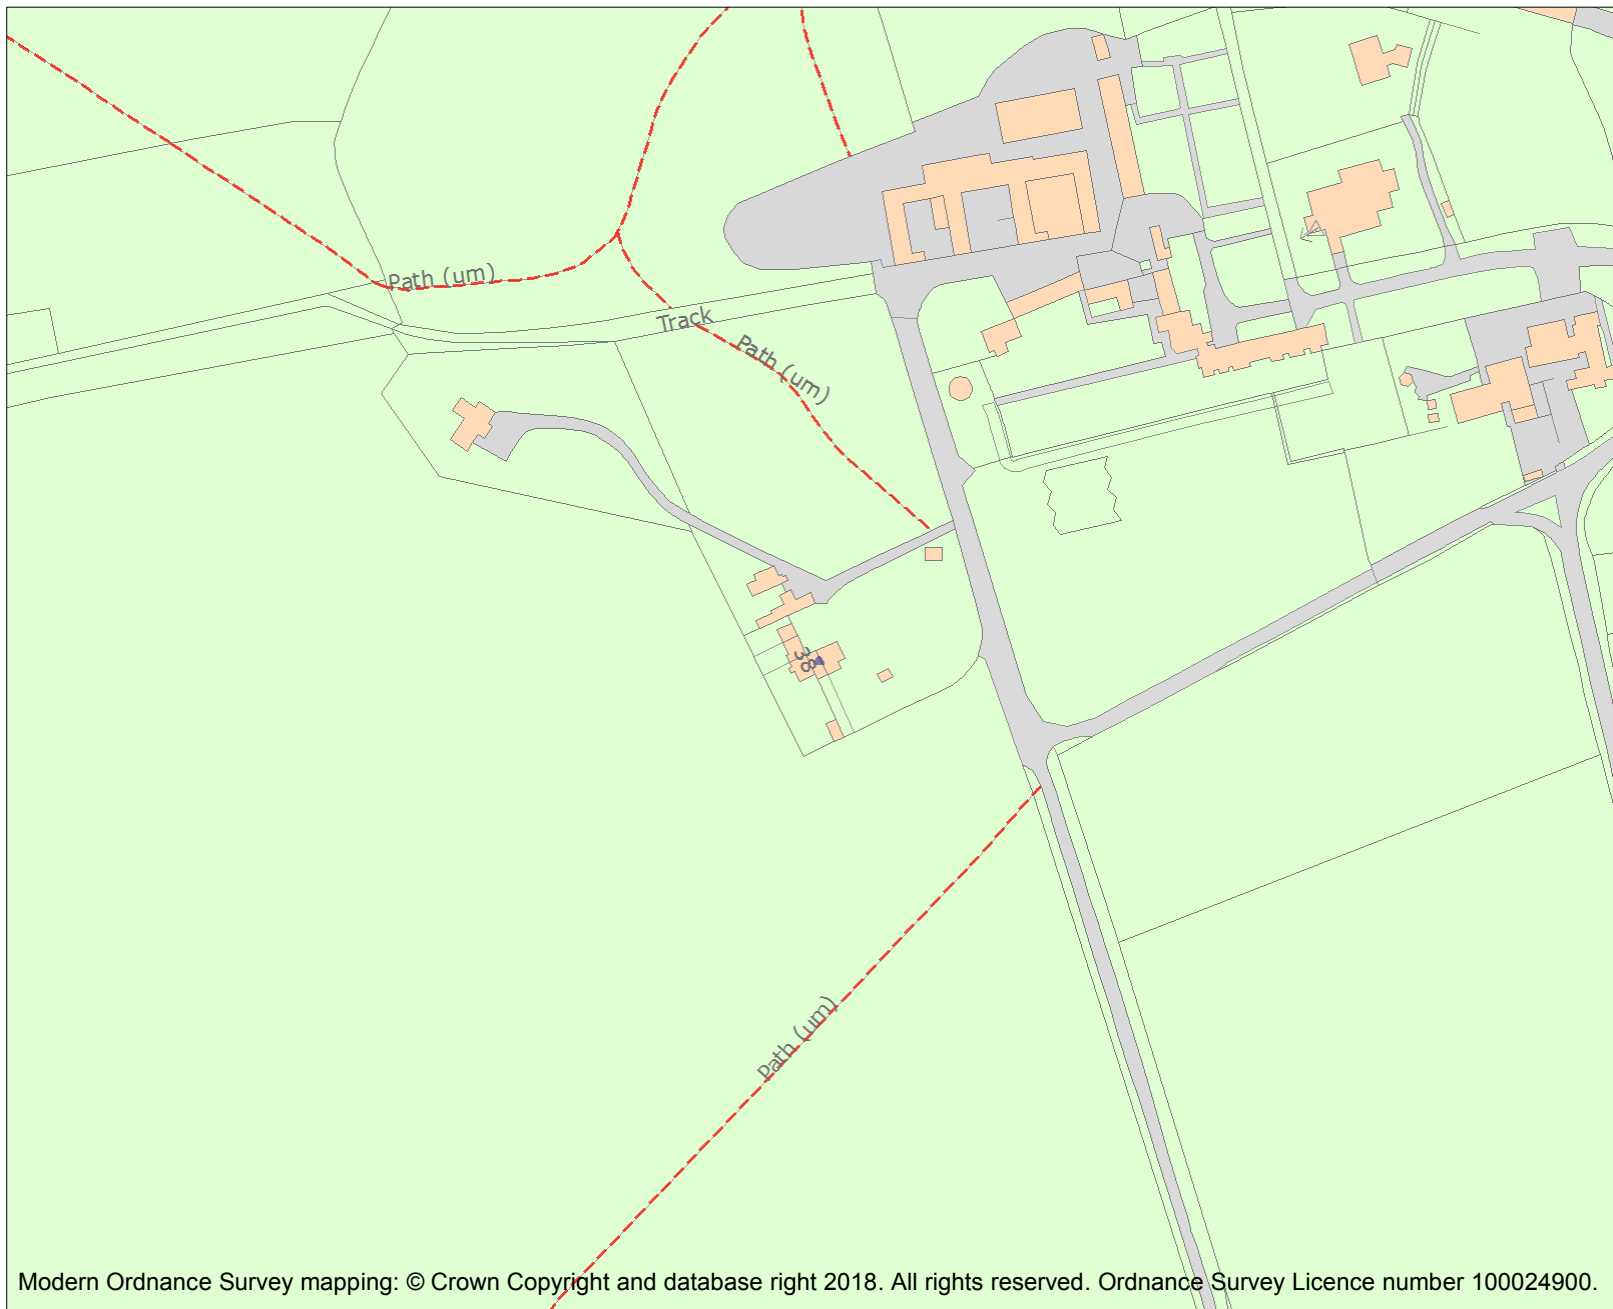 Path (um)
Track
Path (um)
38
Path (um)
Modern Ordnance Survey mapping: © Crown Copyright and database right 2018. All rights reserved. Ordnance Survey Licence number 100024900.